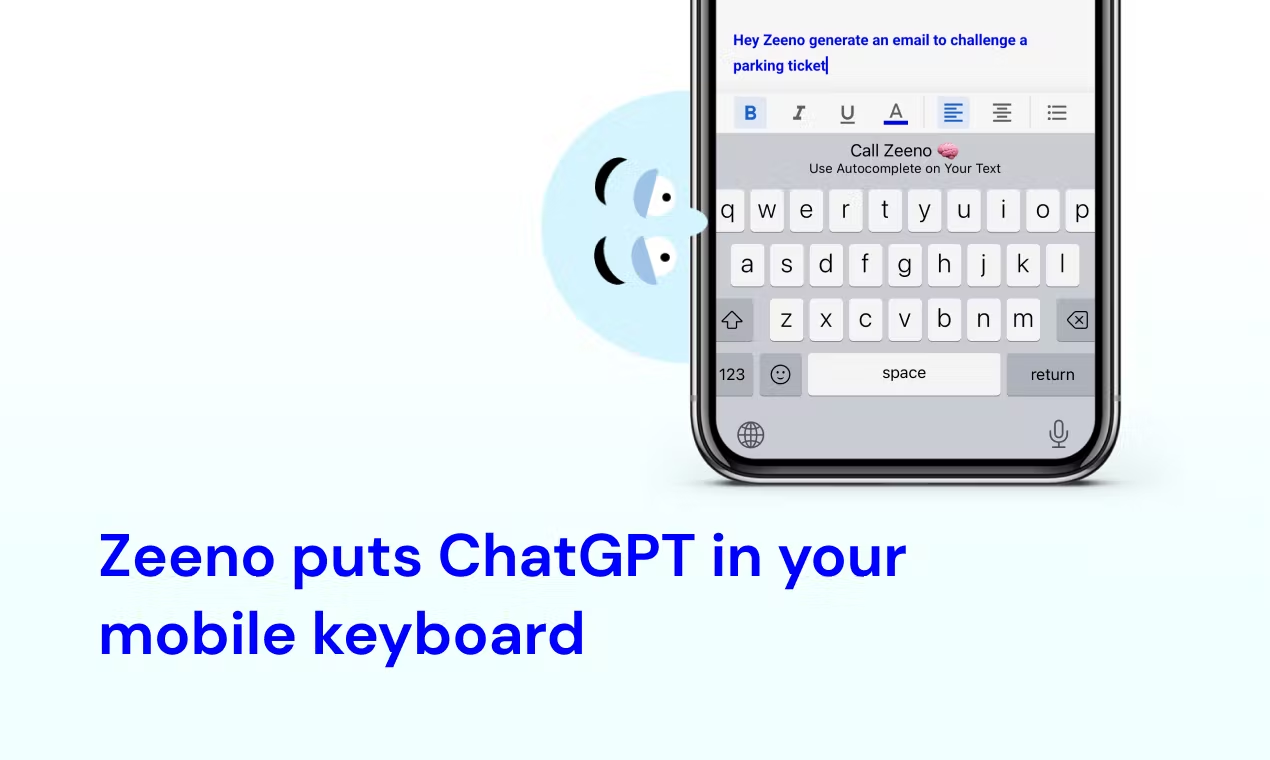 Hey Zeeno generate an email to challenge a
parking ticket
B I U A
Call Zeeno
Use Autocomplete on Your Text
q w e r t y u i o p
a s d f g h j k l
z x c v b n m
123 space return
Zeeno puts ChatGPT in your
mobile keyboard